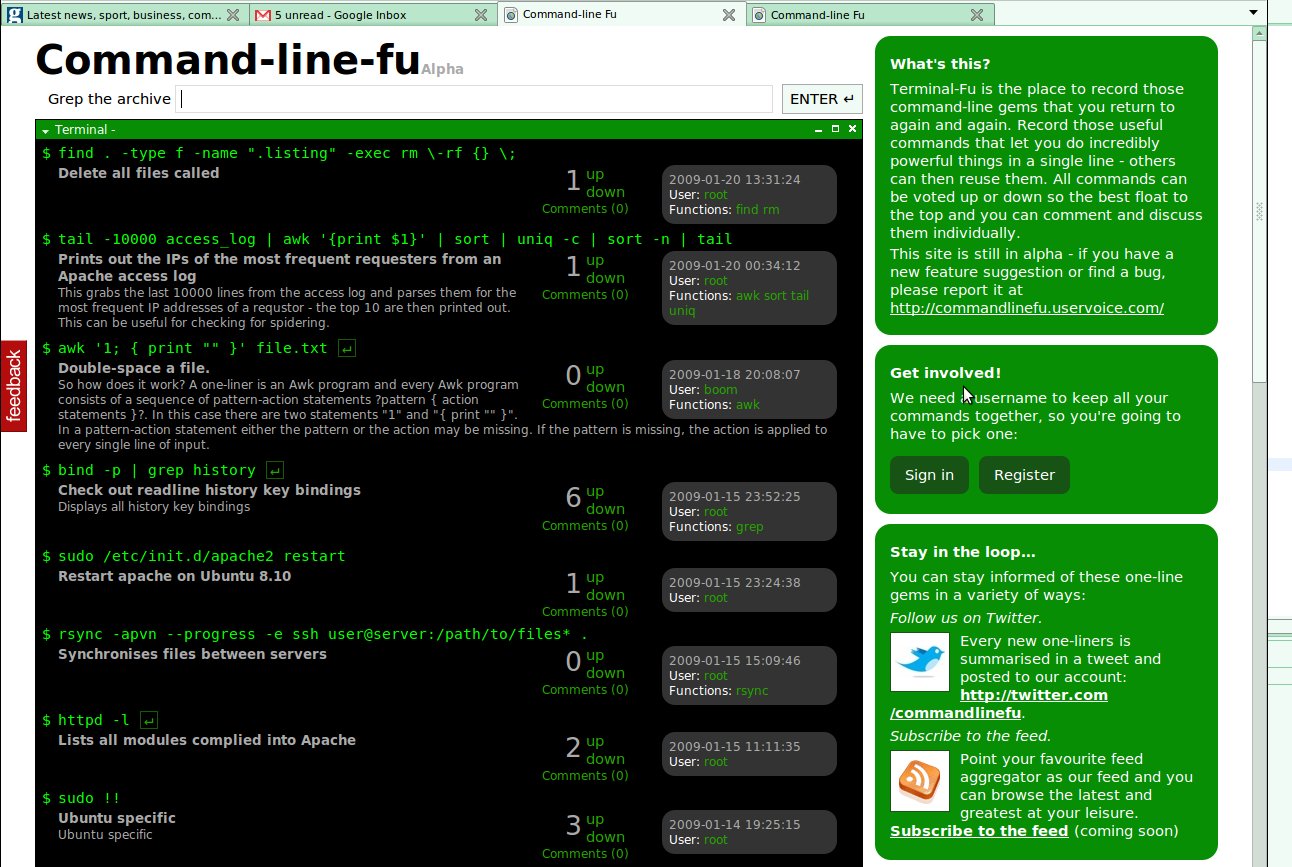 Latest news, sport, business, com...
5 unread - Google Inbox
Command-line Fu
Command-line Fu
Command-line-fu Alpha
Grep the archive
ENTER ↵
Terminal -
$ find . -type f -name ".listing" -exec rm \-rf {} \;
Delete all files called
1 up
down
Comments (0)
2009-01-20 13:31:24
User: root
Functions: find rm
$ tail -10000 access_log | awk '{print $1}' | sort | uniq -c | sort -n | tail
Prints out the IPs of the most frequent requesters from an
Apache access log
This grabs the last 10000 lines from the access log and parses them for the
most frequent IP addresses of a requstor - the top 10 are then printed out.
This can be useful for checking for spidering.
1 up
down
Comments (0)
2009-01-20 00:34:12
User: root
Functions: awk sort tail
uniq
$ awk '1; { print "" }' file.txt ↵
Double-space a file.
So how does it work? A one-liner is an Awk program and every Awk program
consists of a sequence of pattern-action statements ?pattern { action
statements }?. In this case there are two statements "1" and "{ print "" }".
In a pattern-action statement either the pattern or the action may be missing. If the pattern is missing, the action is applied to
every single line of input.
0 up
down
Comments (0)
2009-01-18 20:08:07
User: boom
Functions: awk
$ bind -p | grep history ↵
Check out readline history key bindings
Displays all history key bindings
6 up
down
Comments (0)
2009-01-15 23:52:25
User: root
Functions: grep
$ sudo /etc/init.d/apache2 restart
Restart apache on Ubuntu 8.10
1 up
down
Comments (0)
2009-01-15 23:24:38
User: root
$ rsync -apvn --progress -e ssh user@server:/path/to/files* .
Synchronises files between servers
0 up
down
Comments (0)
2009-01-15 15:09:46
User: root
Functions: rsync
$ httpd -l ↵
Lists all modules complied into Apache
2 up
down
Comments (0)
2009-01-15 11:11:35
User: root
$ sudo !!
Ubuntu specific
Ubuntu specific
3 up
down
Comments (0)
2009-01-14 19:25:15
User: root
feedback
What's this?
Terminal-Fu is the place to record those
command-line gems that you return to
again and again. Record those useful
commands that let you do incredibly
powerful things in a single line - others
can then reuse them. All commands can
be voted up or down so the best float to
the top and you can comment and discuss
them individually.
This site is still in alpha - if you have a
new feature suggestion or find a bug,
please report it at
http://commandlinefu.uservoice.com/
Get involved!
We need a username to keep all your
commands together, so you're going to
have to pick one:
Sign in
Register
Stay in the loop...
You can stay informed of these one-line
gems in a variety of ways:
Follow us on Twitter.
Every new one-liners is
summarised in a tweet and
posted to our account:
http://twitter.com
/commandlinefu.
Subscribe to the feed.
Point your favourite feed
aggregator as our feed and you
can browse the latest and
greatest at your leisure.
Subscribe to the feed (coming soon)